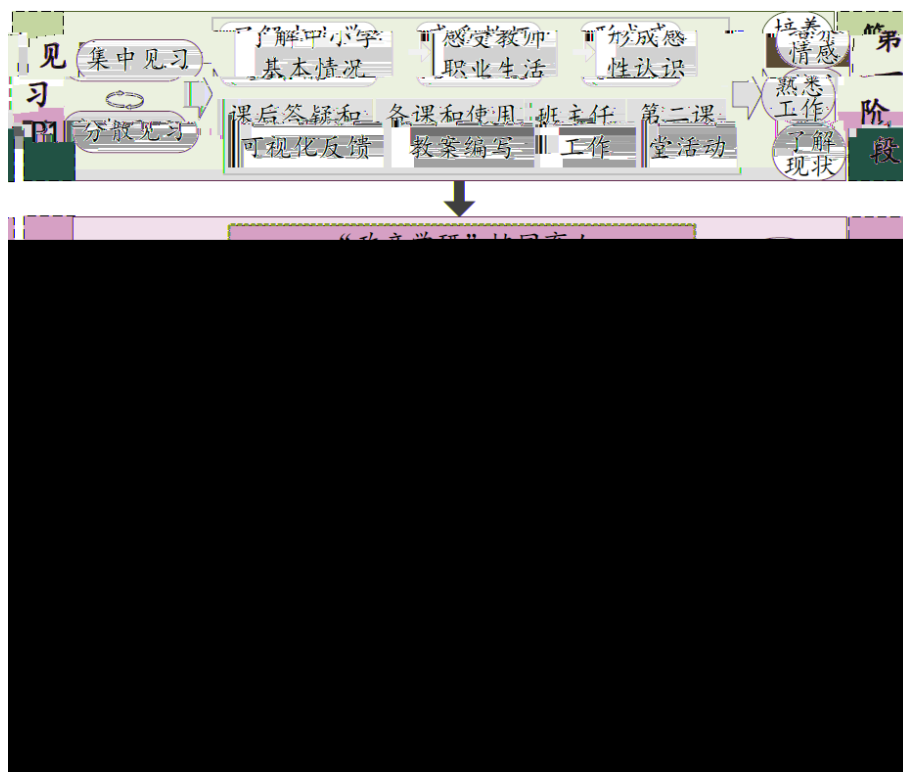 见习
P1
集中见习
分散见习
了解中小学
基本情况
感受教师
职业生活
形成感
性认识
课后答疑和
可视化反馈
备课和使用
教案编写
班主任
工作
第二课
堂活动
培养
情感
熟悉
工作
了解
现状
第一阶段